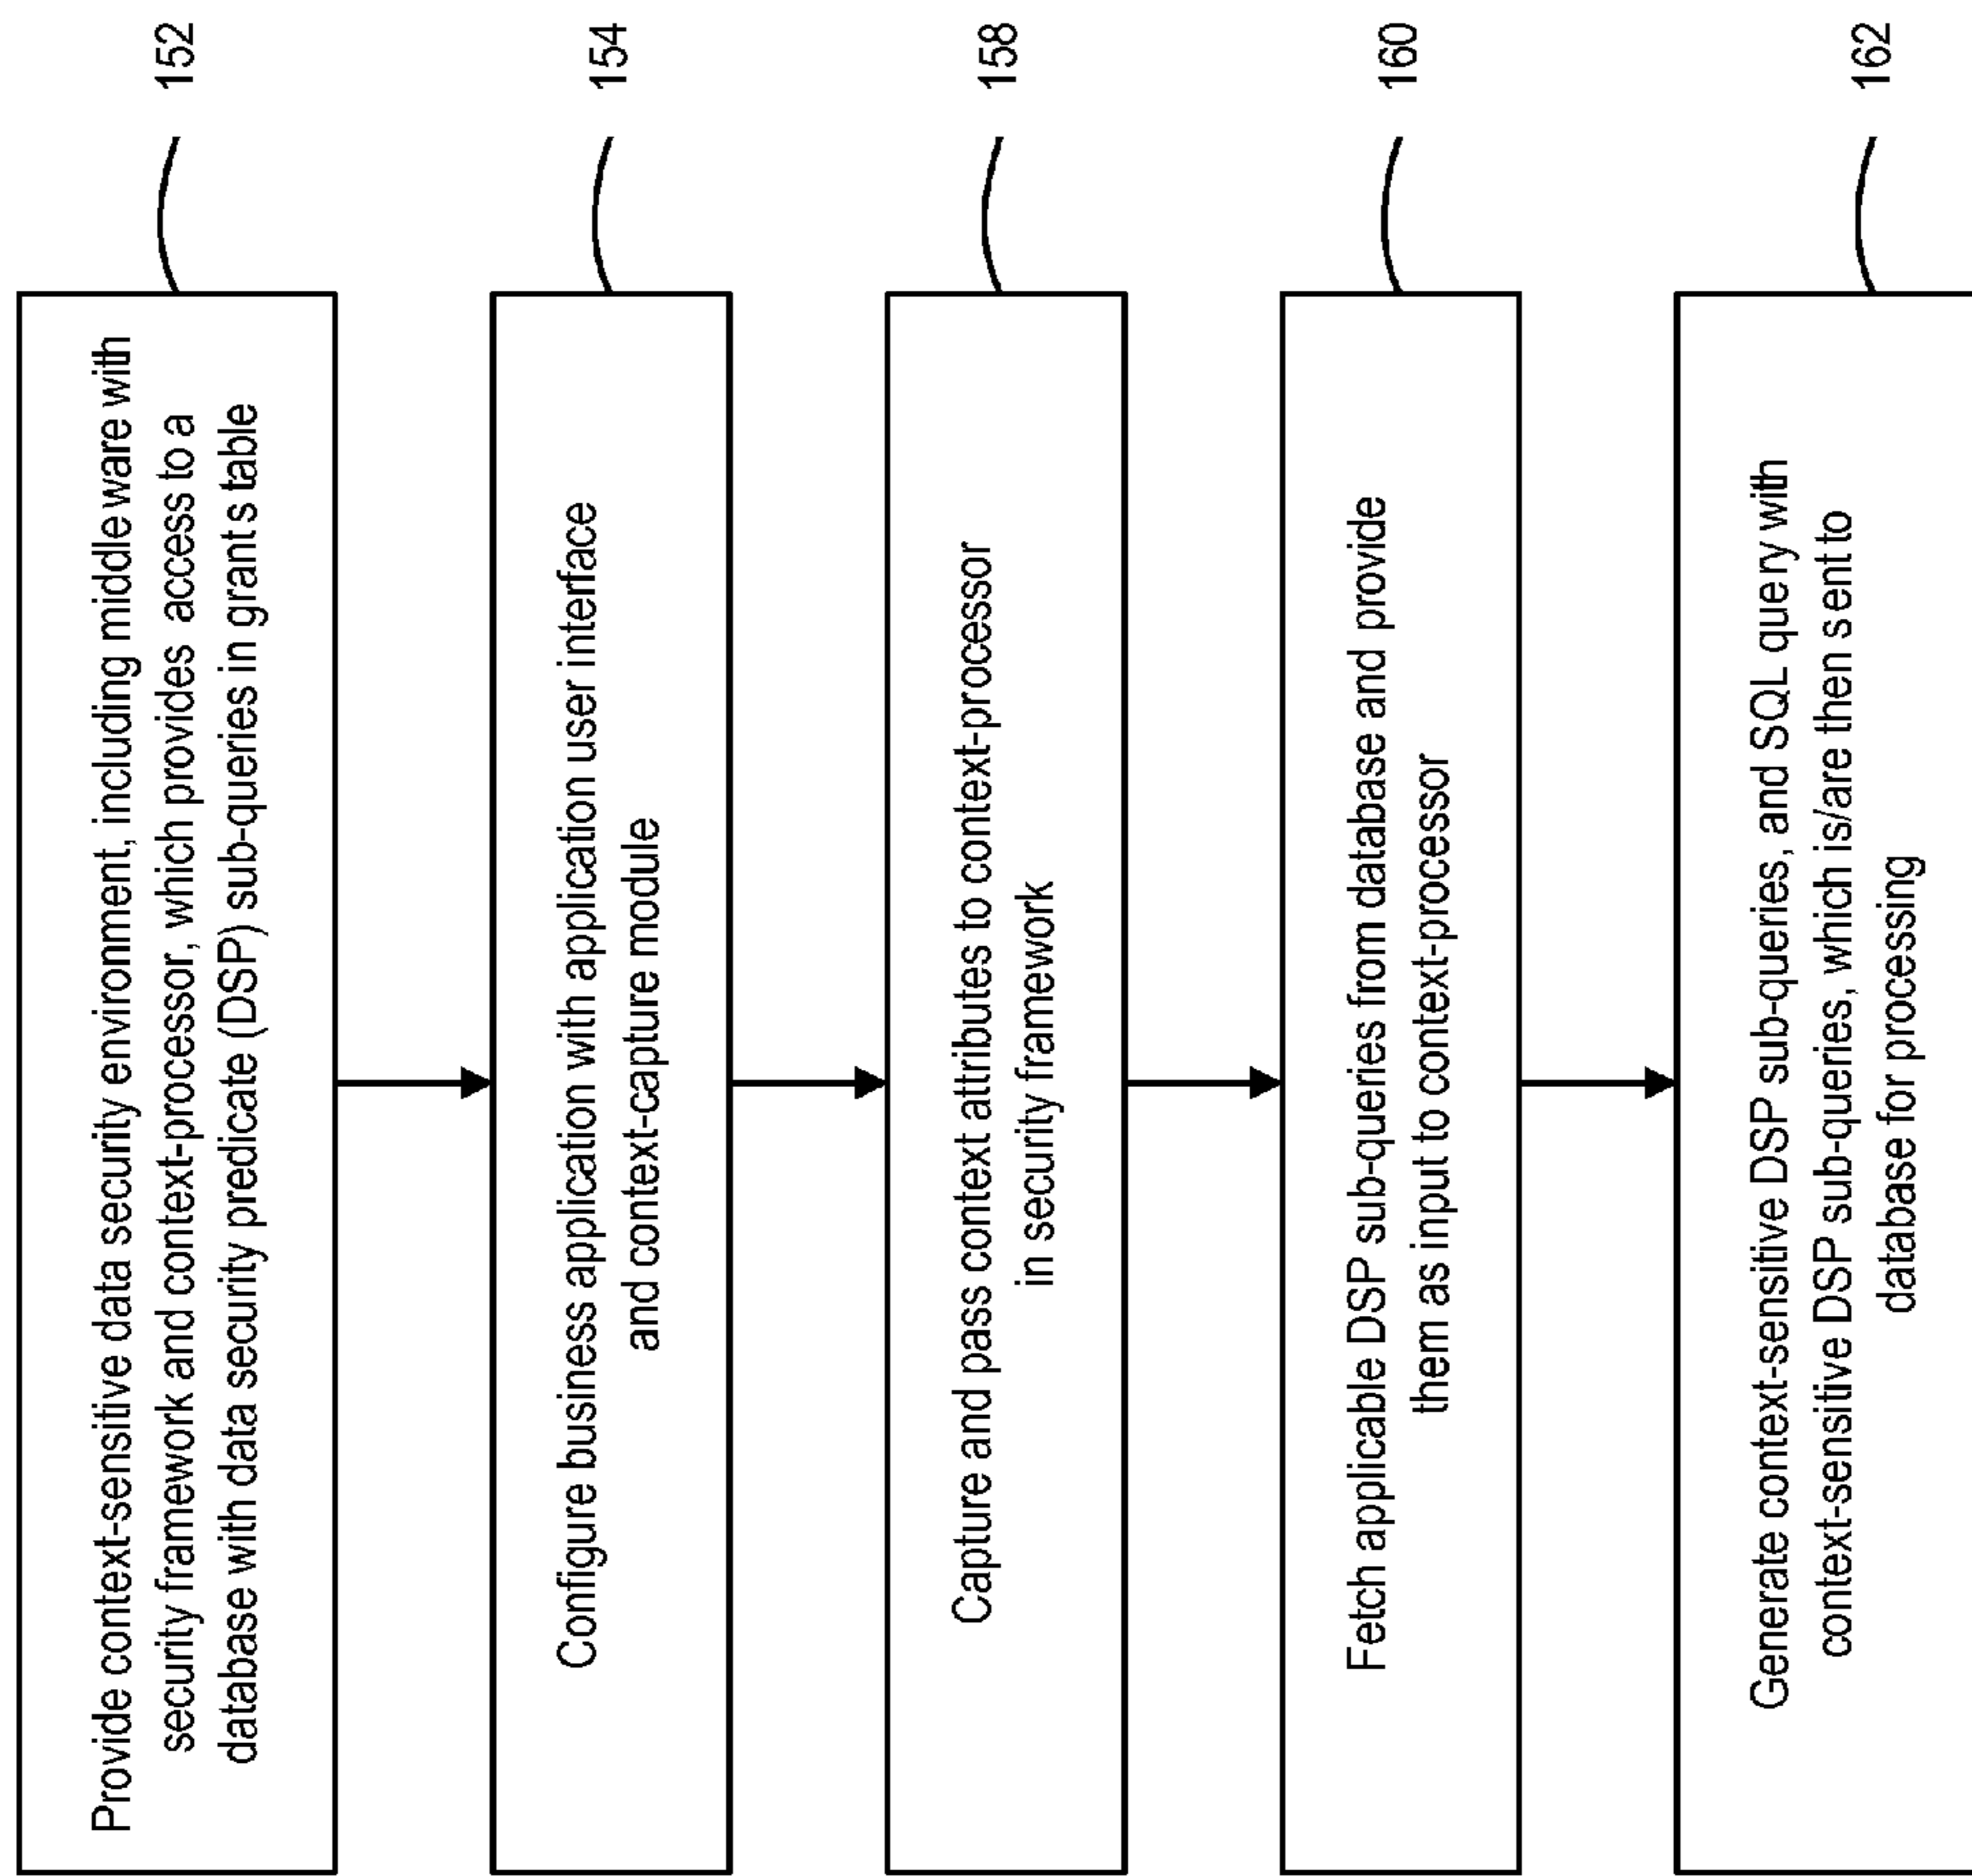 Provide context-sensitive data security environment, including middleware with
security framework and context-processor, which provides access to a
database with data security predicate (DSP) sub-queries in grants table
152
Configure business application with application user interface
and context-capture module
154
Capture and pass context attributes to context-processor
in security framework
158
Fetch applicable DSP sub-queries from database and provide
them as input to context-processor
160
Generate context-sensitive DSP sub-queries, and SQL query with
context-sensitive DSP sub-queries, which is/are then sent to
database for processing
162